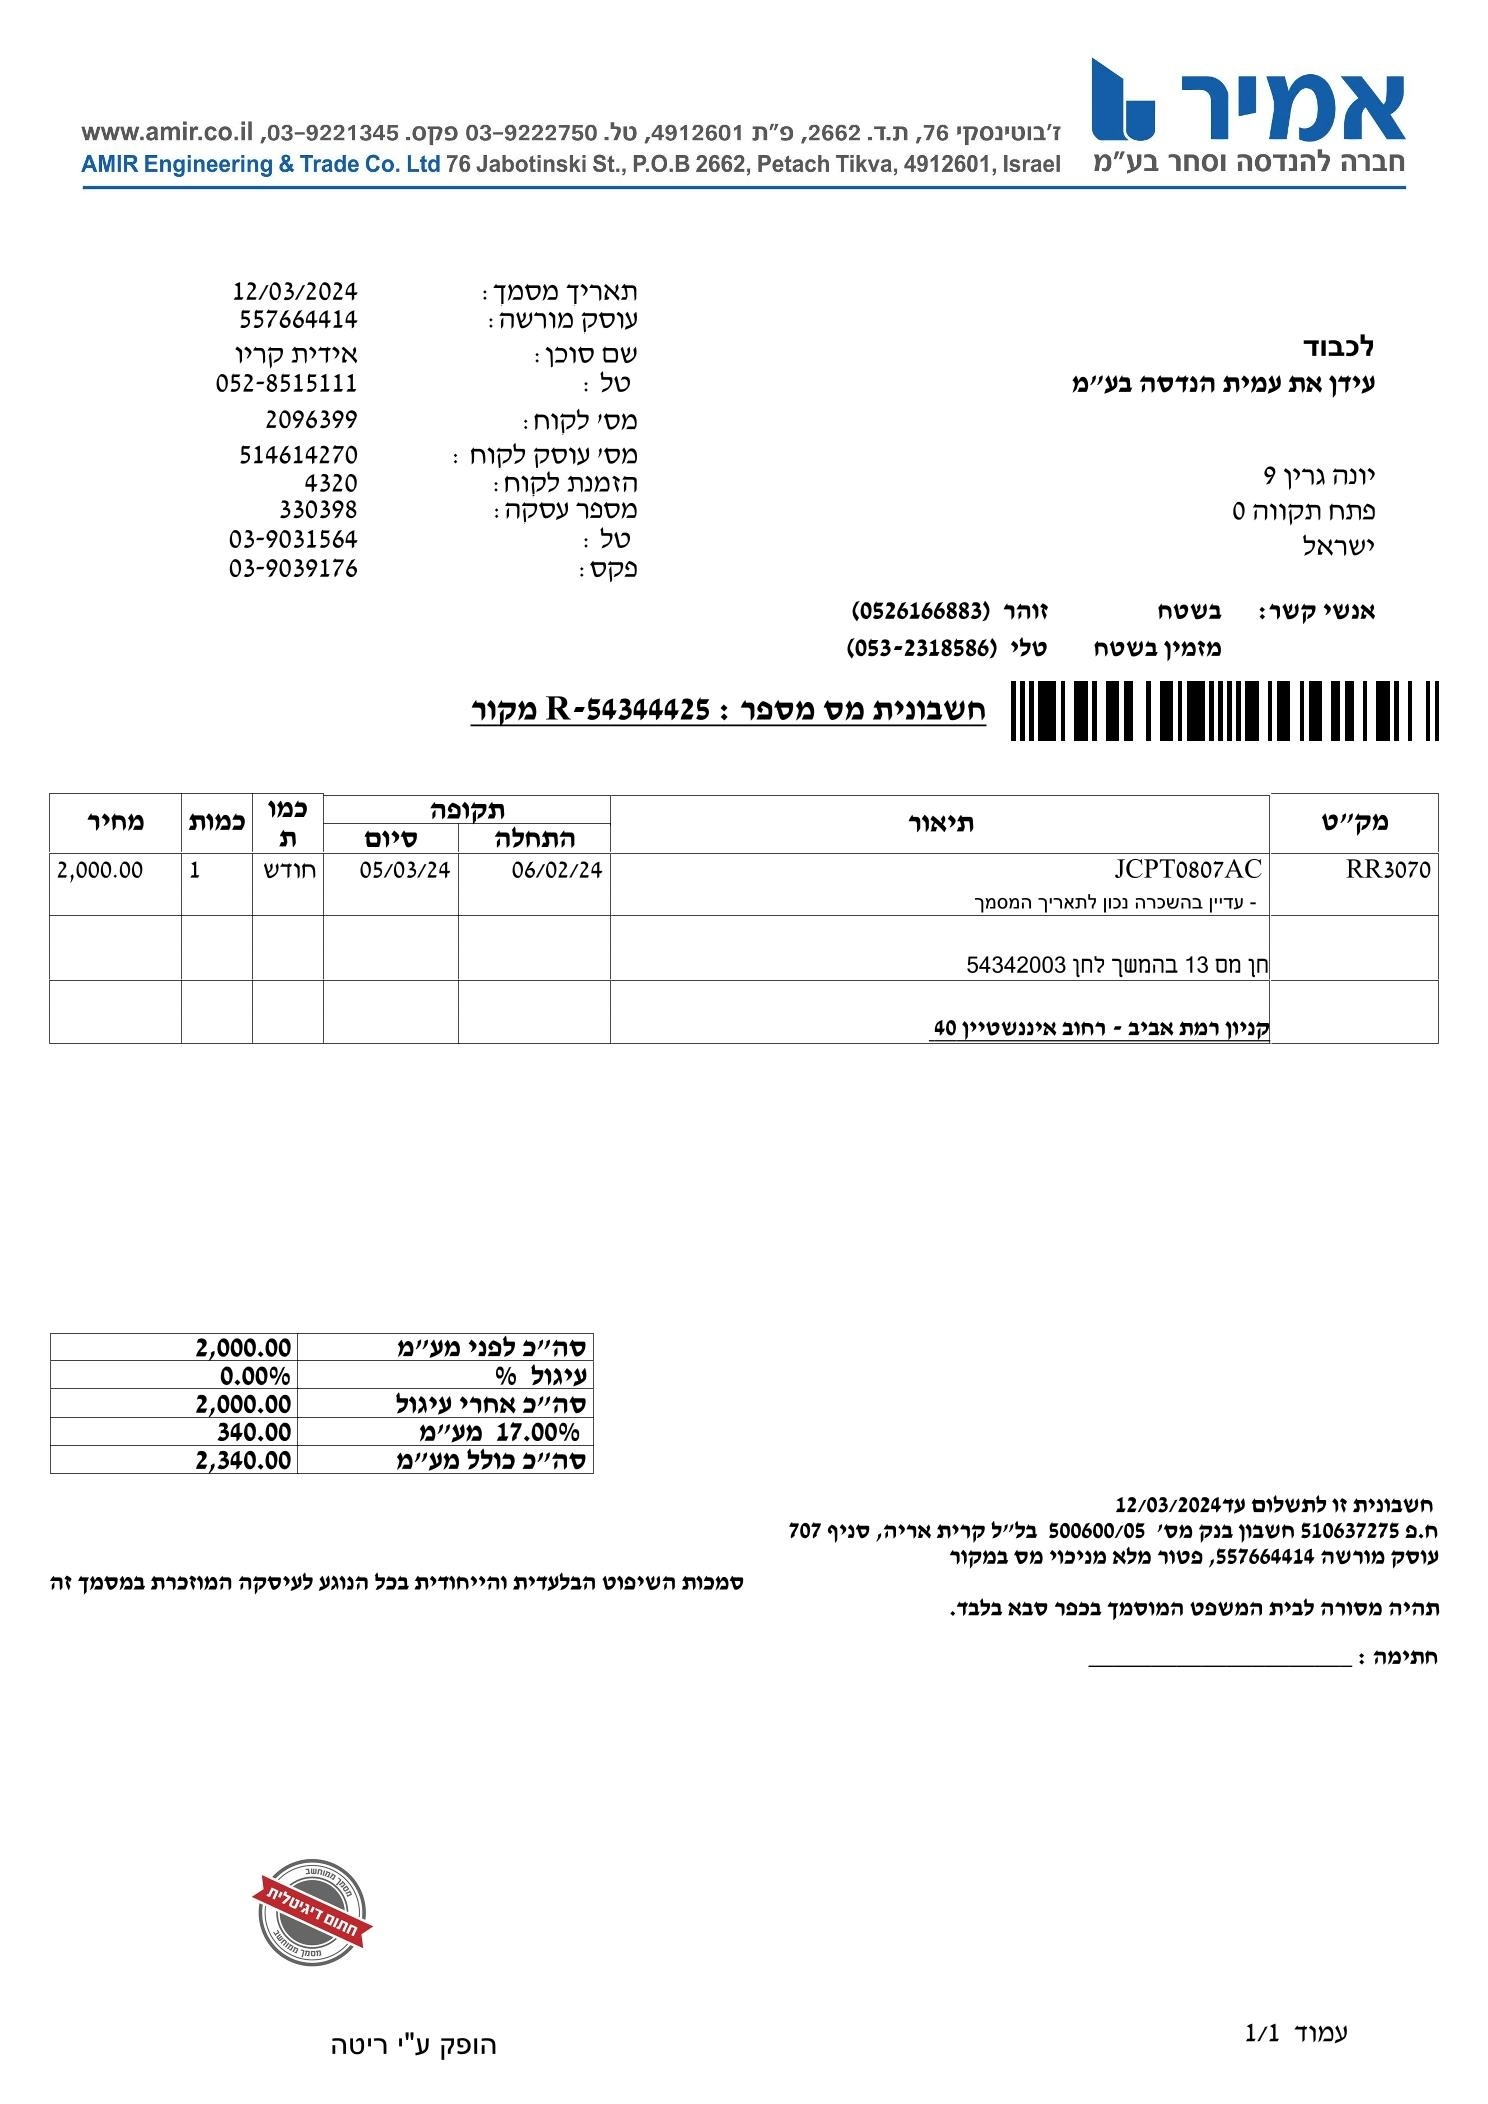 אמיר
חברה להנדסה וסחר בע"מ
ז'בוטינסקי 76, ת.ד. 2662, פ"ת 4912601, טל. 03-9222750 פקס. 03-9221345, www.amir.co.il
AMIR Engineering & Trade Co. Ltd 76 Jabotinski St., P.O.B 2662, Petach Tikva, 4912601, Israel
תאריך מסמך: 12/03/2024
עוסק מורשה: 557664414
שם סוכן: אידית קריו
טל : 052-8515111
מס' לקוח: 2096399
מס' עוסק לקוח : 514614270
הזמנת לקוח: 4320
מספר עסקה: 330398
טל : 03-9031564
פקס: 03-9039176
לכבוד
עידן את עמית הנדסה בע"מ
יונה גרין 9
פתח תקווה 0
ישראל
אנשי קשר: בשטח זוהר (0526166883)
מזמין בשטח טלי (053-2318586)
חשבונית מס מספר : R-54344425 מקור
מק"ט תיאור תקופה כמו כמות מחיר
התחלה סיום ת
RR3070 JCPT0807AC 06/02/24 05/03/24 חודש 1 2,000.00
- עדיין בהשכרה נכון לתאריך המסמך
חן מס 13 בהמשך לחן 54342003
קניון רמת אביב - רחוב איננשטיין 40
סה"כ לפני מע"מ 2,000.00
עיגול % 0.00%
סה"כ אחרי עיגול 2,000.00
17.00% מע"מ 340.00
סה"כ כולל מע"מ 2,340.00
חשבונית זו לתשלום עד12/03/2024
ח.פ 510637275 חשבון בנק מס' 500600/05 בל"ל קרית אריה, סניף 707
עוסק מורשה 557664414, פטור מלא מניכוי מס במקור
סמכות השיפוט הבלעדית והייחודית בכל הנוגע לעיסקה המוזכרת במסמך זה
תהיה מסורה לבית המשפט המוסמך בכפר סבא בלבד.
חתימה : ____________________
מסמך ממוחשב
חתום דיגיטלית
מסמך ממוחשב
עמוד 1/1
הופק ע"י ריטה